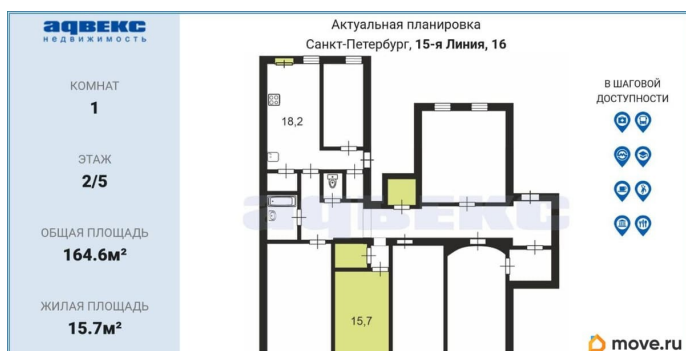 адвекс
НЕДВИЖИМОСТЬ
КОМНАТ
1
ЭТАЖ
2/5
ОБЩАЯ ПЛОЩАДЬ
164.6м²
ЖИЛАЯ ПЛОЩАДЬ
15.7м²
Актуальная планировка
Санкт-Петербург, 15-я Линия, 16
18,2
адвекс
15,7
В ШАГОВОЙ
ДОСТУПНОСТИ
move.ru